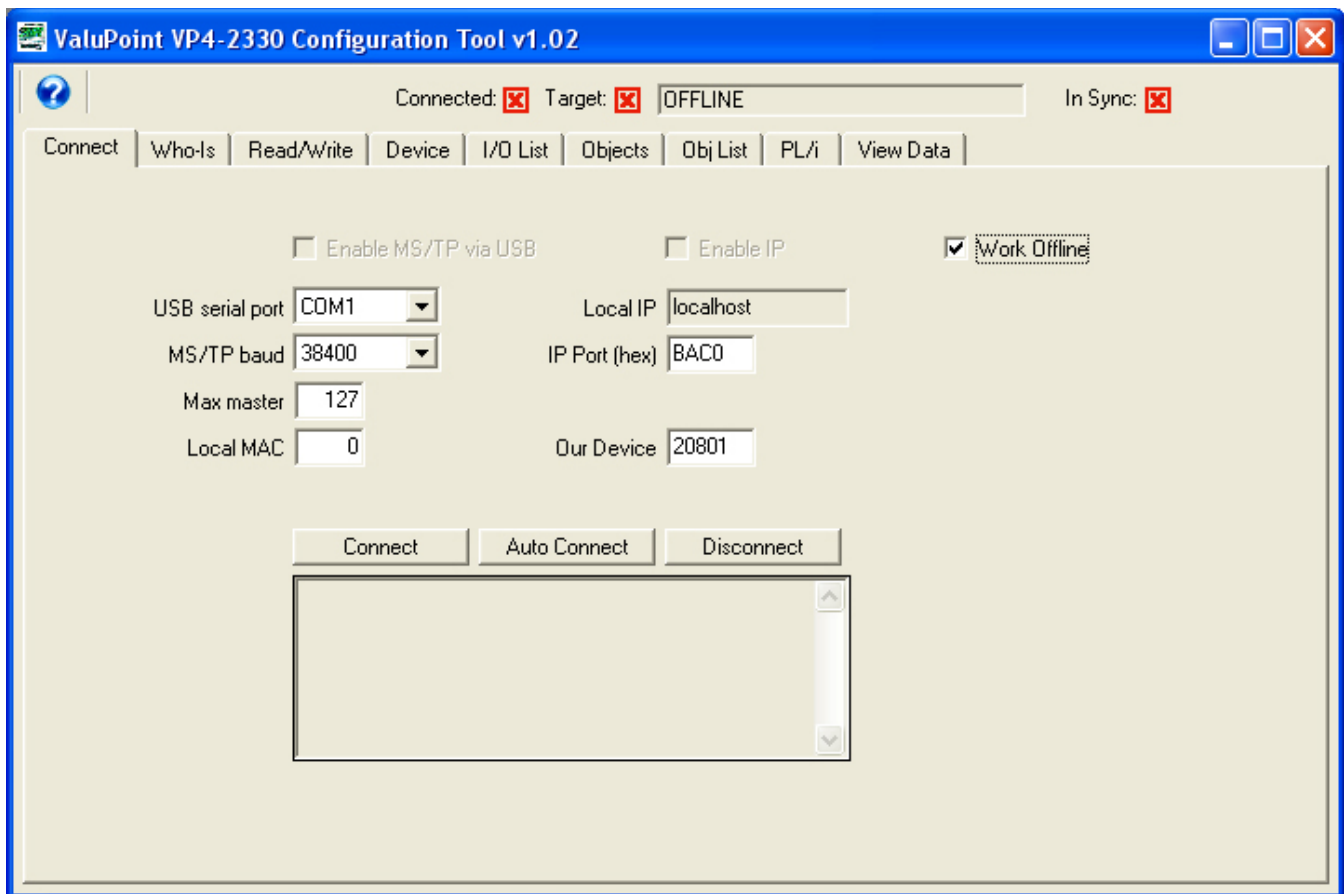 ValuPoint VP4-2330 Configuration Tool v1.02
Connected: Target: OFFLINE In Sync:
Connect Who-Is Read/Write Device I/O List Objects Obj List PL/i View Data
Enable MS/TP via USB Enable IP Work Offline
USB serial port COM1 Local IP localhost
MS/TP baud 38400 IP Port (hex) BAC0
Max master 127
Local MAC 0 Our Device 20801
Connect Auto Connect Disconnect